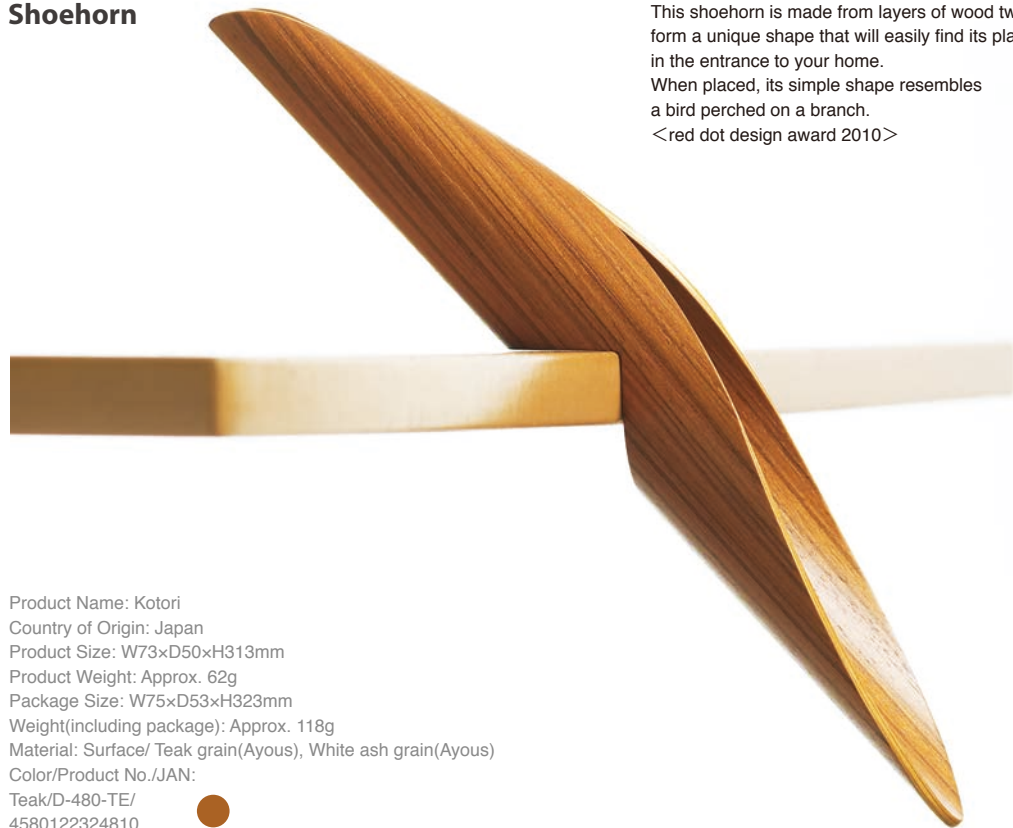 Shoehorn
This shoehorn is made from layers of wood
form a unique shape that will easily find its
in the entrance to your home.
When placed, its simple shape resembles
a bird perched on a branch.
<red dot design award 2010>
Product Name: Kotori
Country of Origin: Japan
Product Size: W73×D50×H313mm
Product Weight: Approx. 62g
Package Size: W75×D53×H323mm
Weight(including package): Approx. 118g
Material: Surface/ Teak grain(Ayous), White ash grain(Ayous)
Color/Product No./JAN:
Teak/D-480-TE/
4580122324810